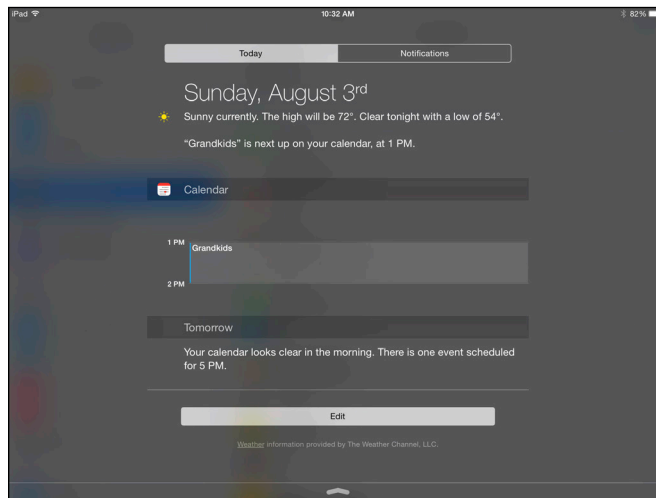 iPad 10:32 AM 82%
Today Notifications
Sunday, August 3rd
Sunny currently. The high will be 72°. Clear tonight with a low of 54°.
“Grandkids” is next up on your calendar, at 1 PM.
Calendar
1 PM Grandkids
2 PM
Tomorrow
Your calendar looks clear in the morning. There is one event scheduled
for 5 PM.
Edit
Weather information provided by The Weather Channel, LLC.